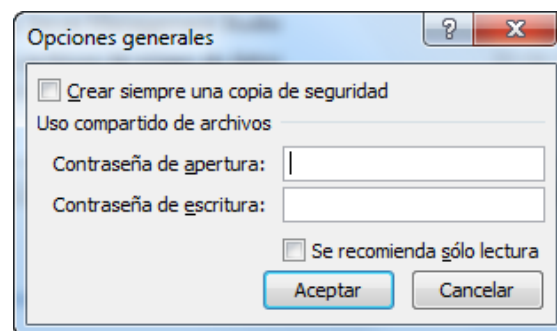 Opciones generales
Crear siempre una copia de seguridad
Uso compartido de archivos
Contraseña de apertura:
Contraseña de escritura:
Se recomienda sólo lectura
Aceptar Cancelar